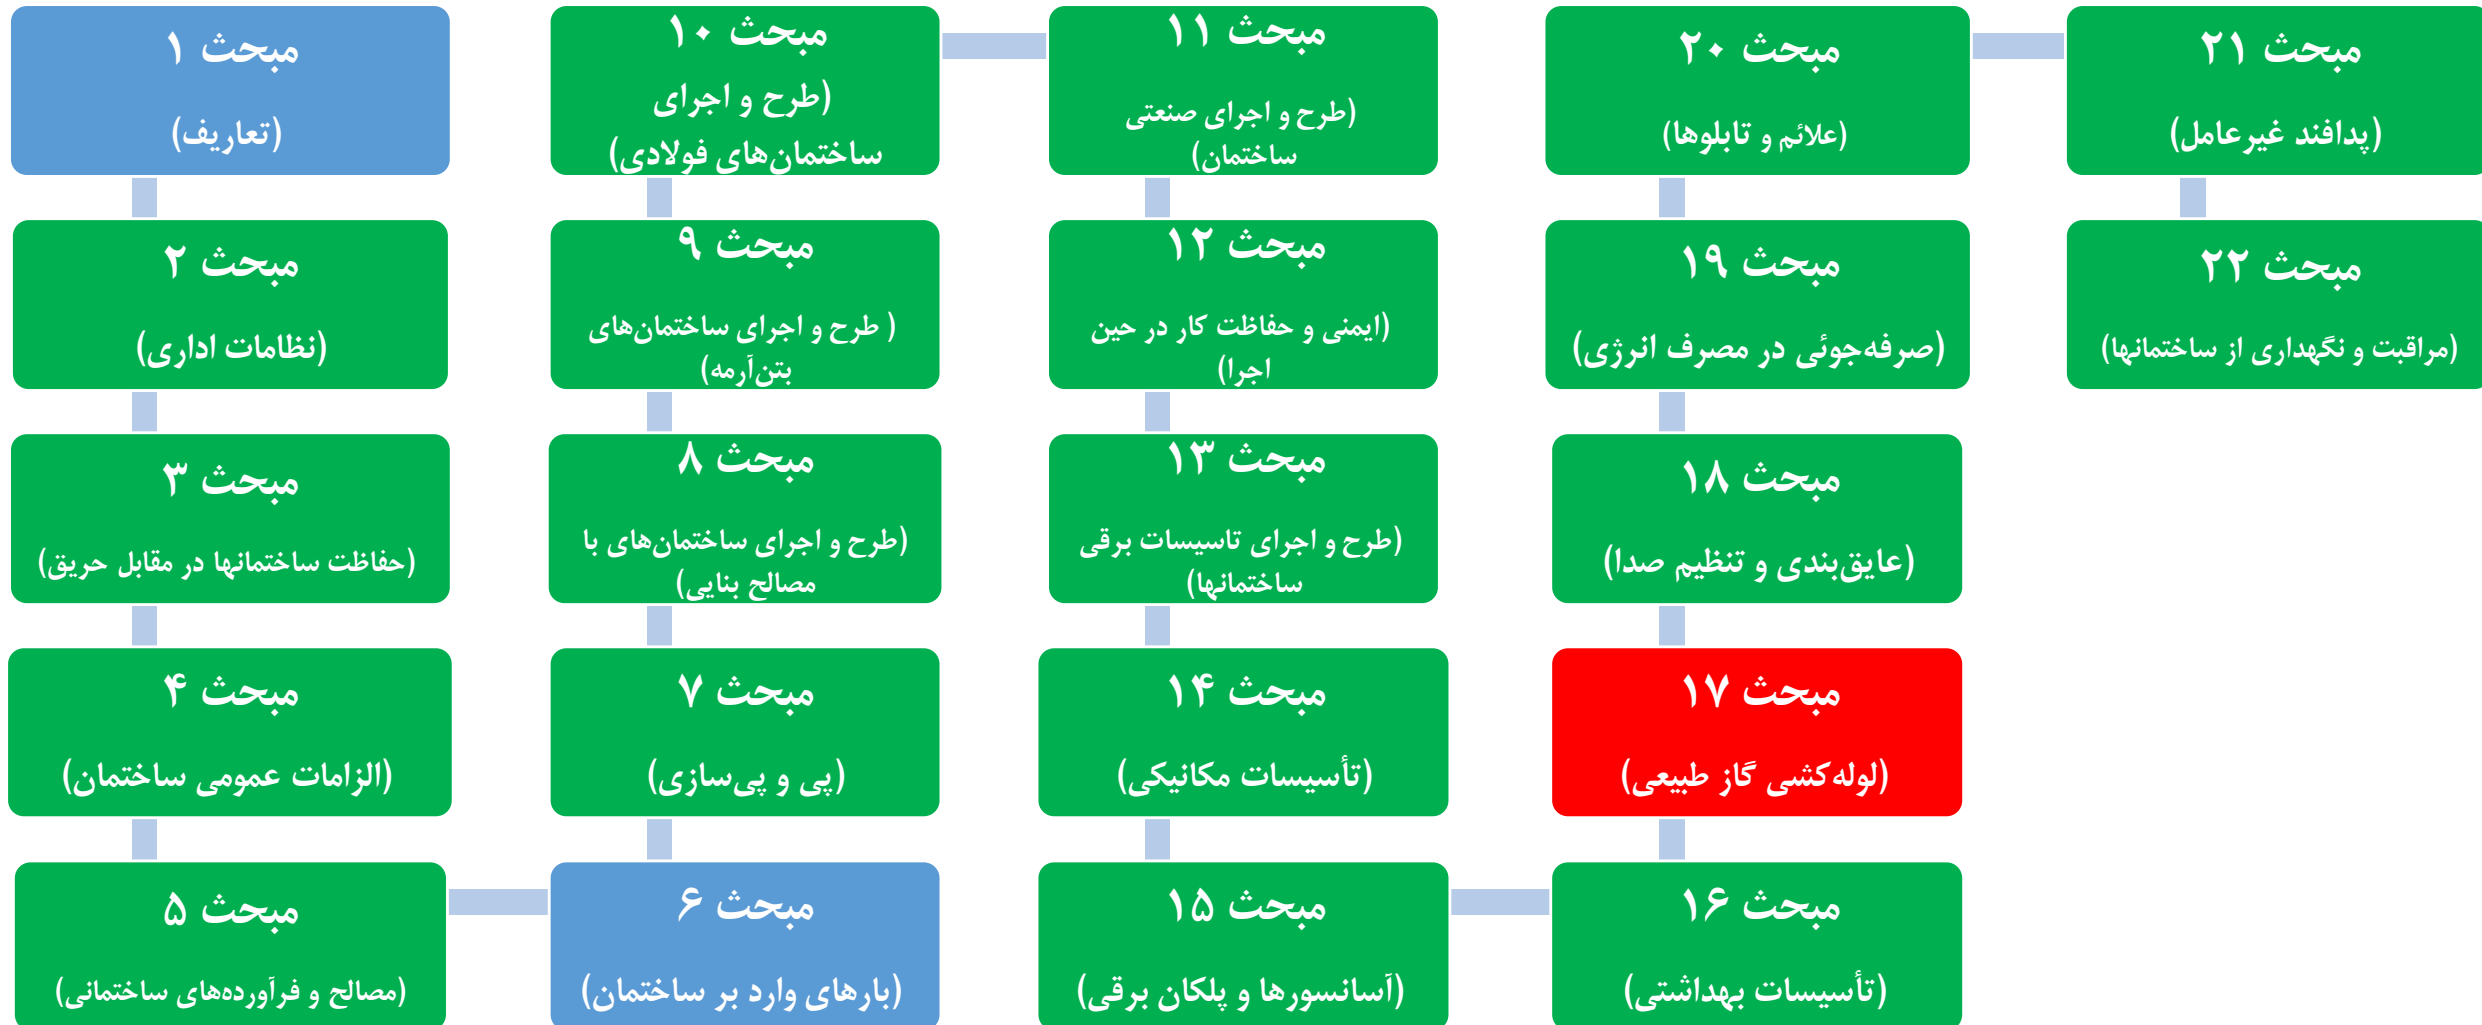 مبحث ۱
(تعاریف)
مبحث ۲
(نظامات اداری)
مبحث ۳
(حفاظت ساختمانها در مقابل حریق)
مبحث ۴
(الزامات عمومی ساختمان)
مبحث ۵
(مصالح و فرآورده‌های ساختمانی)
مبحث ۶
(بارهای وارد بر ساختمان)
مبحث ۷
(پی و پی‌سازی)
مبحث ۸
(طرح و اجرای ساختمان‌های با
مصالح بنایی)
مبحث ۹
( طرح و اجرای ساختمان‌های
بتن‌آرمه)
مبحث ۱۰
(طرح و اجرای
ساختمان‌های فولادی)
مبحث ۱۱
(طرح و اجرای صنعتی
ساختمان)
مبحث ۱۲
(ایمنی و حفاظت کار در حین
اجرا)
مبحث ۱۳
(طرح و اجرای تاسیسات برقی
ساختمانها)
مبحث ۱۴
(تأسیسات مکانیکی)
مبحث ۱۵
(آسانسورها و پلکان برقی)
مبحث ۱۶
(تأسیسات بهداشتی)
مبحث ۱۷
(لوله‌کشی گاز طبیعی)
مبحث ۱۸
(عایق‌بندی و تنظیم صدا)
مبحث ۱۹
(صرفه‌جوئی در مصرف انرژی)
مبحث ۲۰
(علائم و تابلوها)
مبحث ۲۱
(پدافند غیرعامل)
مبحث ۲۲
(مراقبت و نگهداری از ساختمانها)